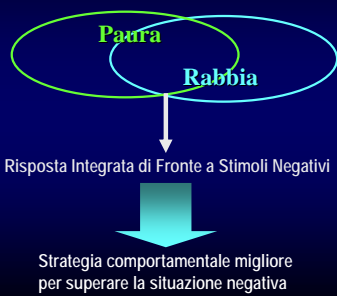 Paura
Rabbia
Risposta Integrata di Fronte a Stimoli Negativi
Strategia comportamentale migliore
per superare la situazione negativa